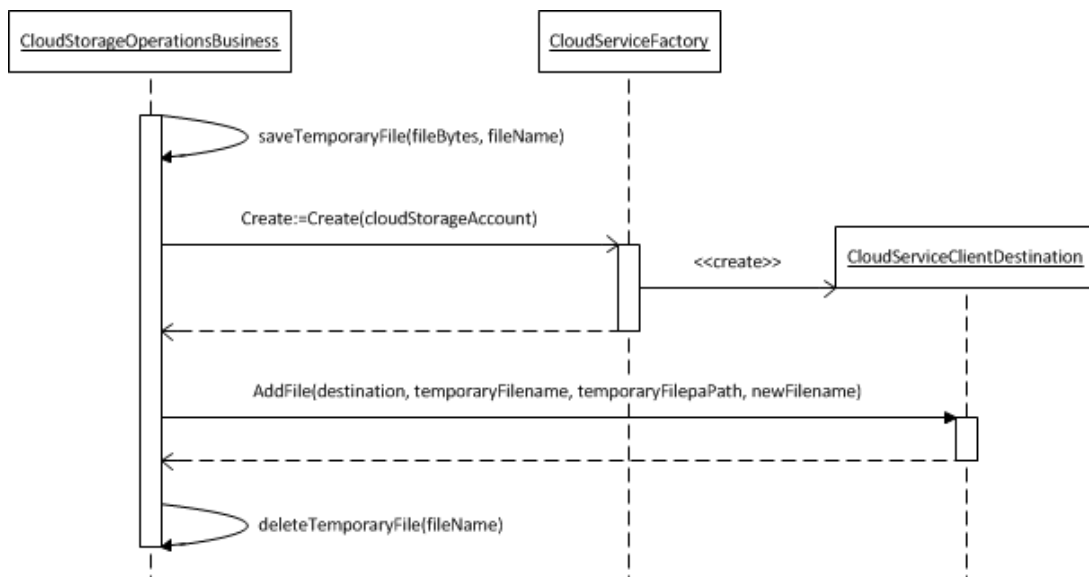 CloudStorageOperationsBusiness
CloudServiceFactory
saveTemporaryFile(fileBytes, fileName)
Create:=Create(cloudStorageAccount)
<<create>>
CloudServiceClientDestination
AddFile(destination, temporaryFilename, temporaryFilepaPath, newFilename)
deleteTemporaryFile(fileName)